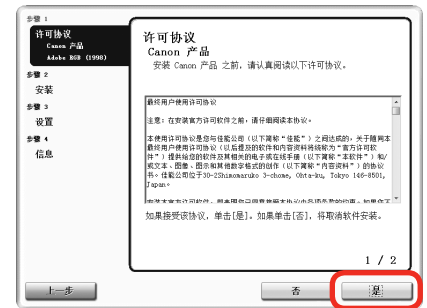 步骤 1
许可协议
Canon 产品
Adobe RGB (1998)
步骤 2
安装
步骤 3
设置
步骤 4
信息
许可协议
Canon 产品
安装 Canon 产品 之前，请认真阅读以下许可协议。
最终用户使用许可协议
注意：在安装官方许可软件之前，请仔细阅读本协议。
本使用许可协议是您与佳能公司（以下简称“佳能”）之间达成的，关于随同本
最终用户使用许可协议（以后提及的软件和内容资料将统称为“官方许可软
件”）提供给您的软件及其相关的电子或在线手册（以下简称“本软件”）和/
或文本、图像、图示和其他数字格式的创作（以下简称“内容资料”）的协议
书。佳能公司位于30-2Shimomaruko 3-chome, Ohta-ku, Tokyo 146-8501,
Japan。
如果接受该协议，单击[是]。如果单击[否]，将取消软件安装。
1 / 2
上一步
否
是